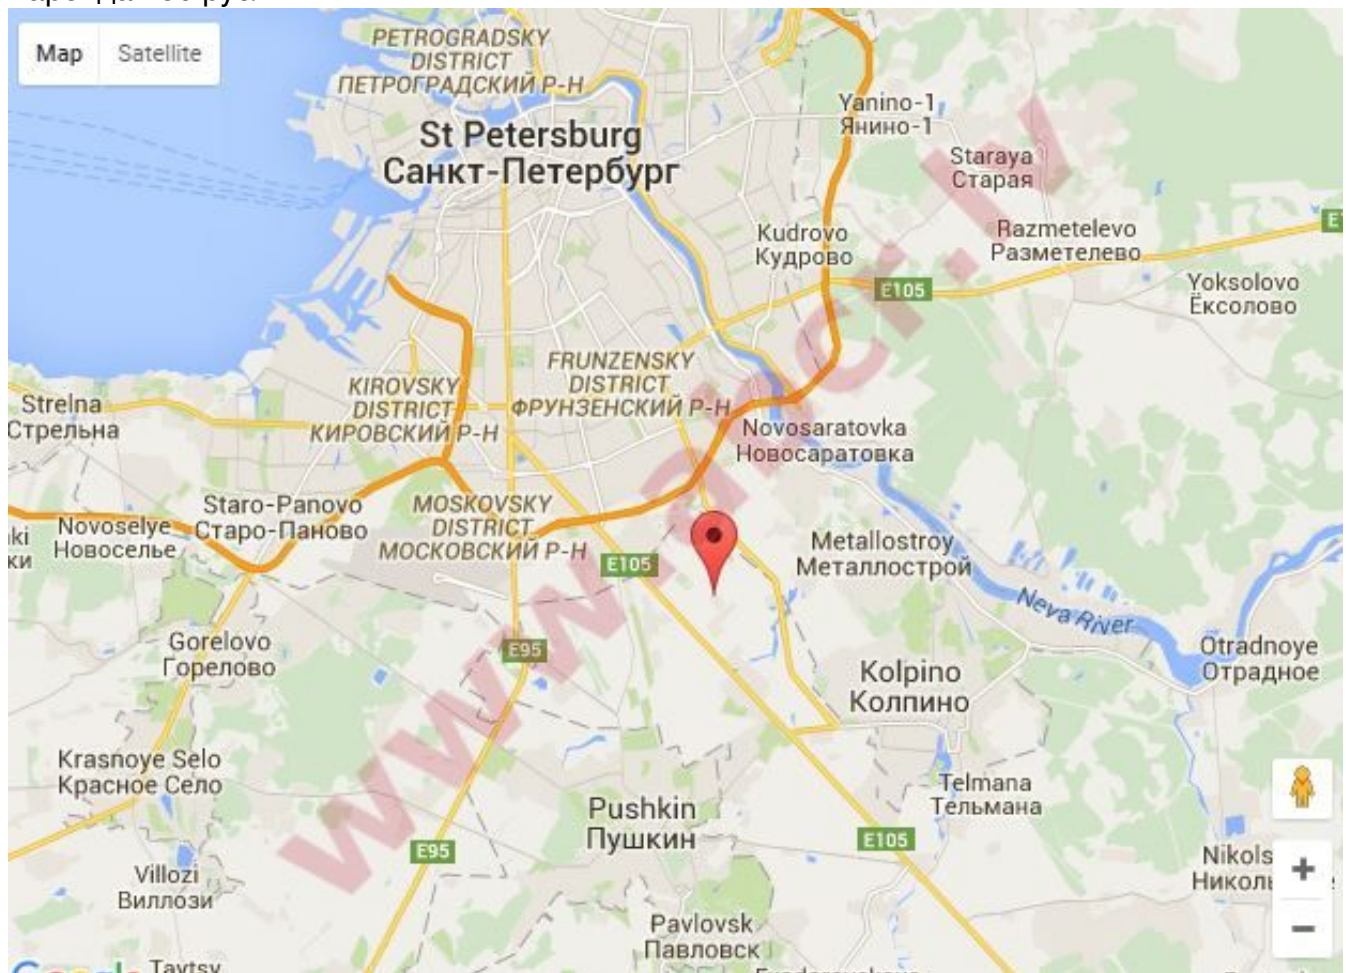 Map Satellite
PETROGRADSKY
DISTRICT
ПЕТРОГРАДСКИЙ Р-Н
St Petersburg
Санкт-Петербург
Yanino-1
Янино-1
Staraya
Старая
Kudrovo
Кудрово
Razmetelevo
Разметелево
E105
Yoksolovo
Ёксолово
FRUNZENSKY
DISTRICT
ФРУНЗЕНСКИЙ Р-Н
KIROVSKY
DISTRICT
КИРОВСКИЙ Р-Н
Strelna
Стрельна
Novosaratovka
Новосаратовка
Staro-Panovo
Старо-Паново
Novoselye
Новоселье
MOSKOVSKY
DISTRICT
МОСКОВСКИЙ Р-Н
E105
Metallostroy
Металлострой
Neva River
Gorelovo
Горелово
E95
Otradnoye
Отрадное
Kolpino
Колпино
Krasnoye Selo
Красное Село
Telmana
Тельмана
Pushkin
Пушкин
E95
E105
Villozi
Виллози
Pavlovsk
Павловск